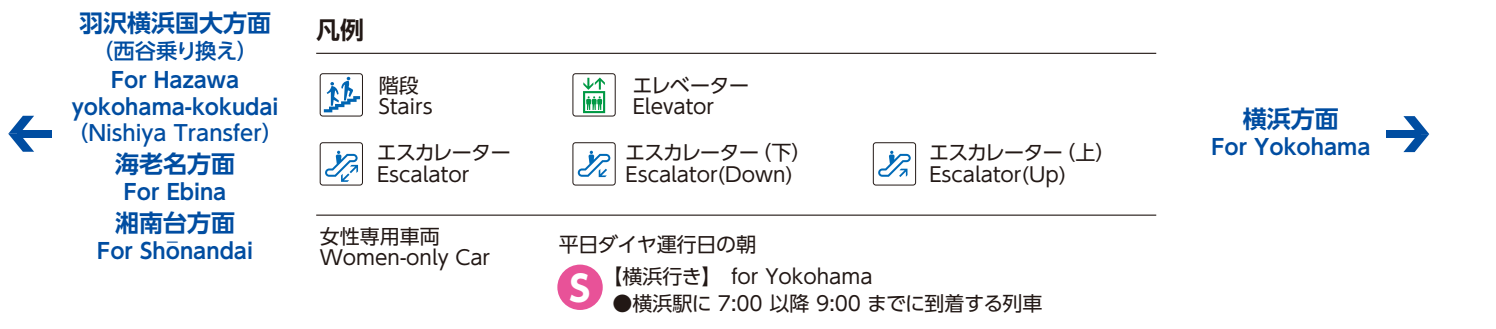 羽沢横浜国大方面
（西谷乗り換え）
For Hazawa
yokohama-kokudai
(Nishiya Transfer)
海老名方面
For Ebina
湘南台方面
For Shōnandai
凡例
階段
Stairs
エレベーター
Elevator
エスカレーター
Escalator
エスカレーター（下）
Escalator(Down)
エスカレーター（上）
Escalator(Up)
女性専用車両
Women-only Car
平日ダイヤ運行日の朝
S
【横浜行き】 for Yokohama
●横浜駅に 7:00 以降 9:00 までに到着する列車
横浜方面
For Yokohama